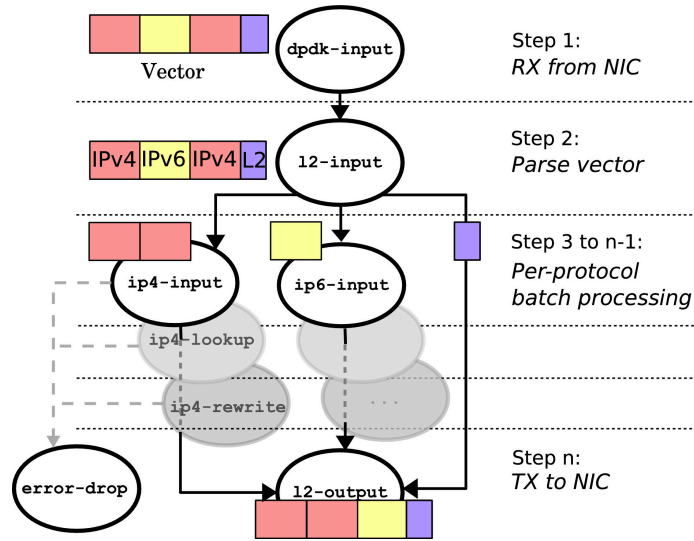 dpdk-input
Vector
Step 1:
RX from NIC
IPv4 IPv6 IPv4 L2
l2-input
Step 2:
Parse vector
ip4-input
ip6-input
Step 3 to n-1:
Per-protocol
batch processing
ip4-lookup
ip4-rewrite
...
error-drop
l2-output
Step n:
TX to NIC